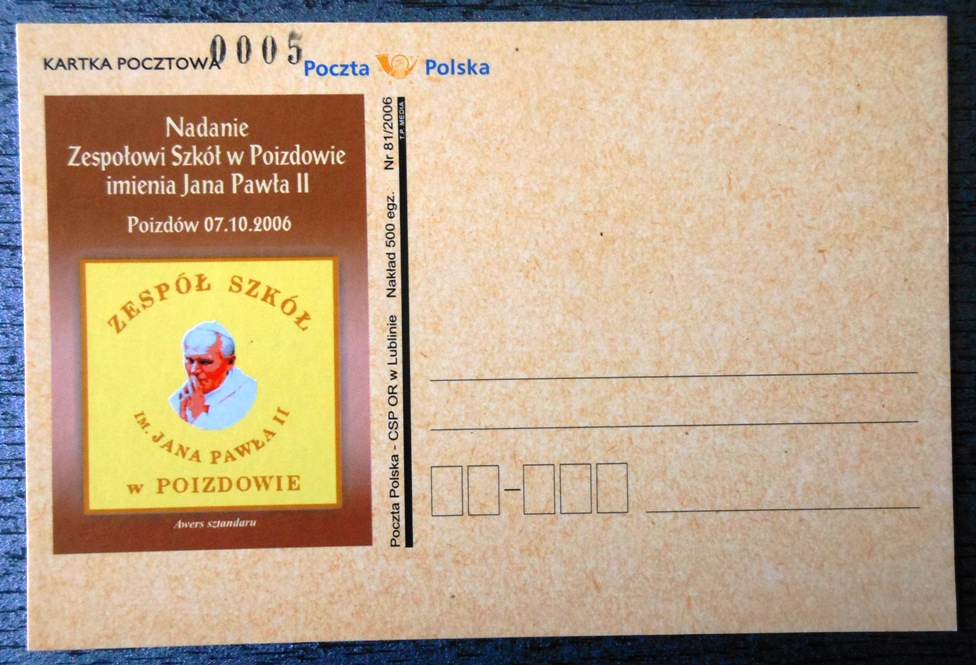 KARTKA POCZTOWA 0005
Poczta Polska
Nadanie
Zespołowi Szkół w Poizdowie
imienia Jana Pawła II
Poizdów 07.10.2006
ZESPÓŁ SZKÓŁ
IM. JANA PAWŁA II
w POIZDOWIE
Awers sztandaru
Poczta Polska - CSP OR w Lublinie Nakład 500 egz. Nr 81/2006
T.P. MEDIA